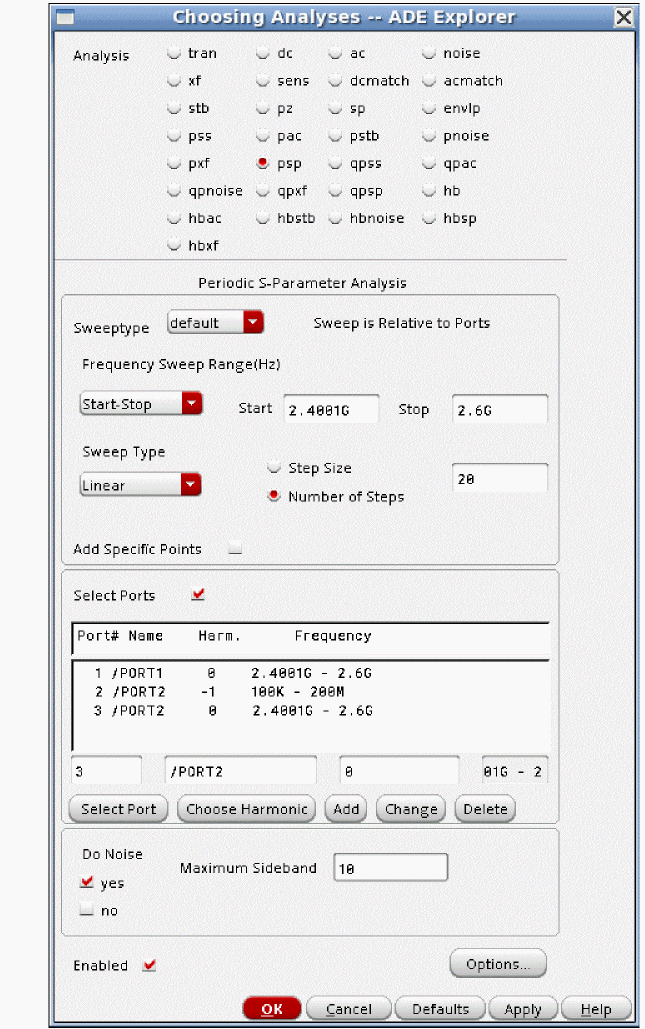 Choosing Analyses -- ADE Explorer
Analysis tran dc ac noise
xf sens dcmatch acmatch
stb pz sp envlp
pss pac pstb pnoise
pxf psp qpss qpac
qpnoise qpxf qpsp hb
hbac hbstb hbnoise hbsp
hbxf
Periodic S-Parameter Analysis
Sweeptype default Sweep is Relative to Ports
Frequency Sweep Range(Hz)
Start-Stop Start 2.4001G Stop 2.6G
Sweep Type
Linear Step Size 20
Number of Steps
Add Specific Points
Select Ports
Port# Name Harm. Frequency
1 /PORT1 0 2.4001G - 2.6G
2 /PORT2 -1 100K - 200M
3 /PORT2 0 2.4001G - 2.6G
3 /PORT2 0 01G - 2
Select Port Choose Harmonic Add Change Delete
Do Noise
Maximum Sideband 10
yes
no
Enabled Options...
OK Cancel Defaults Apply Help